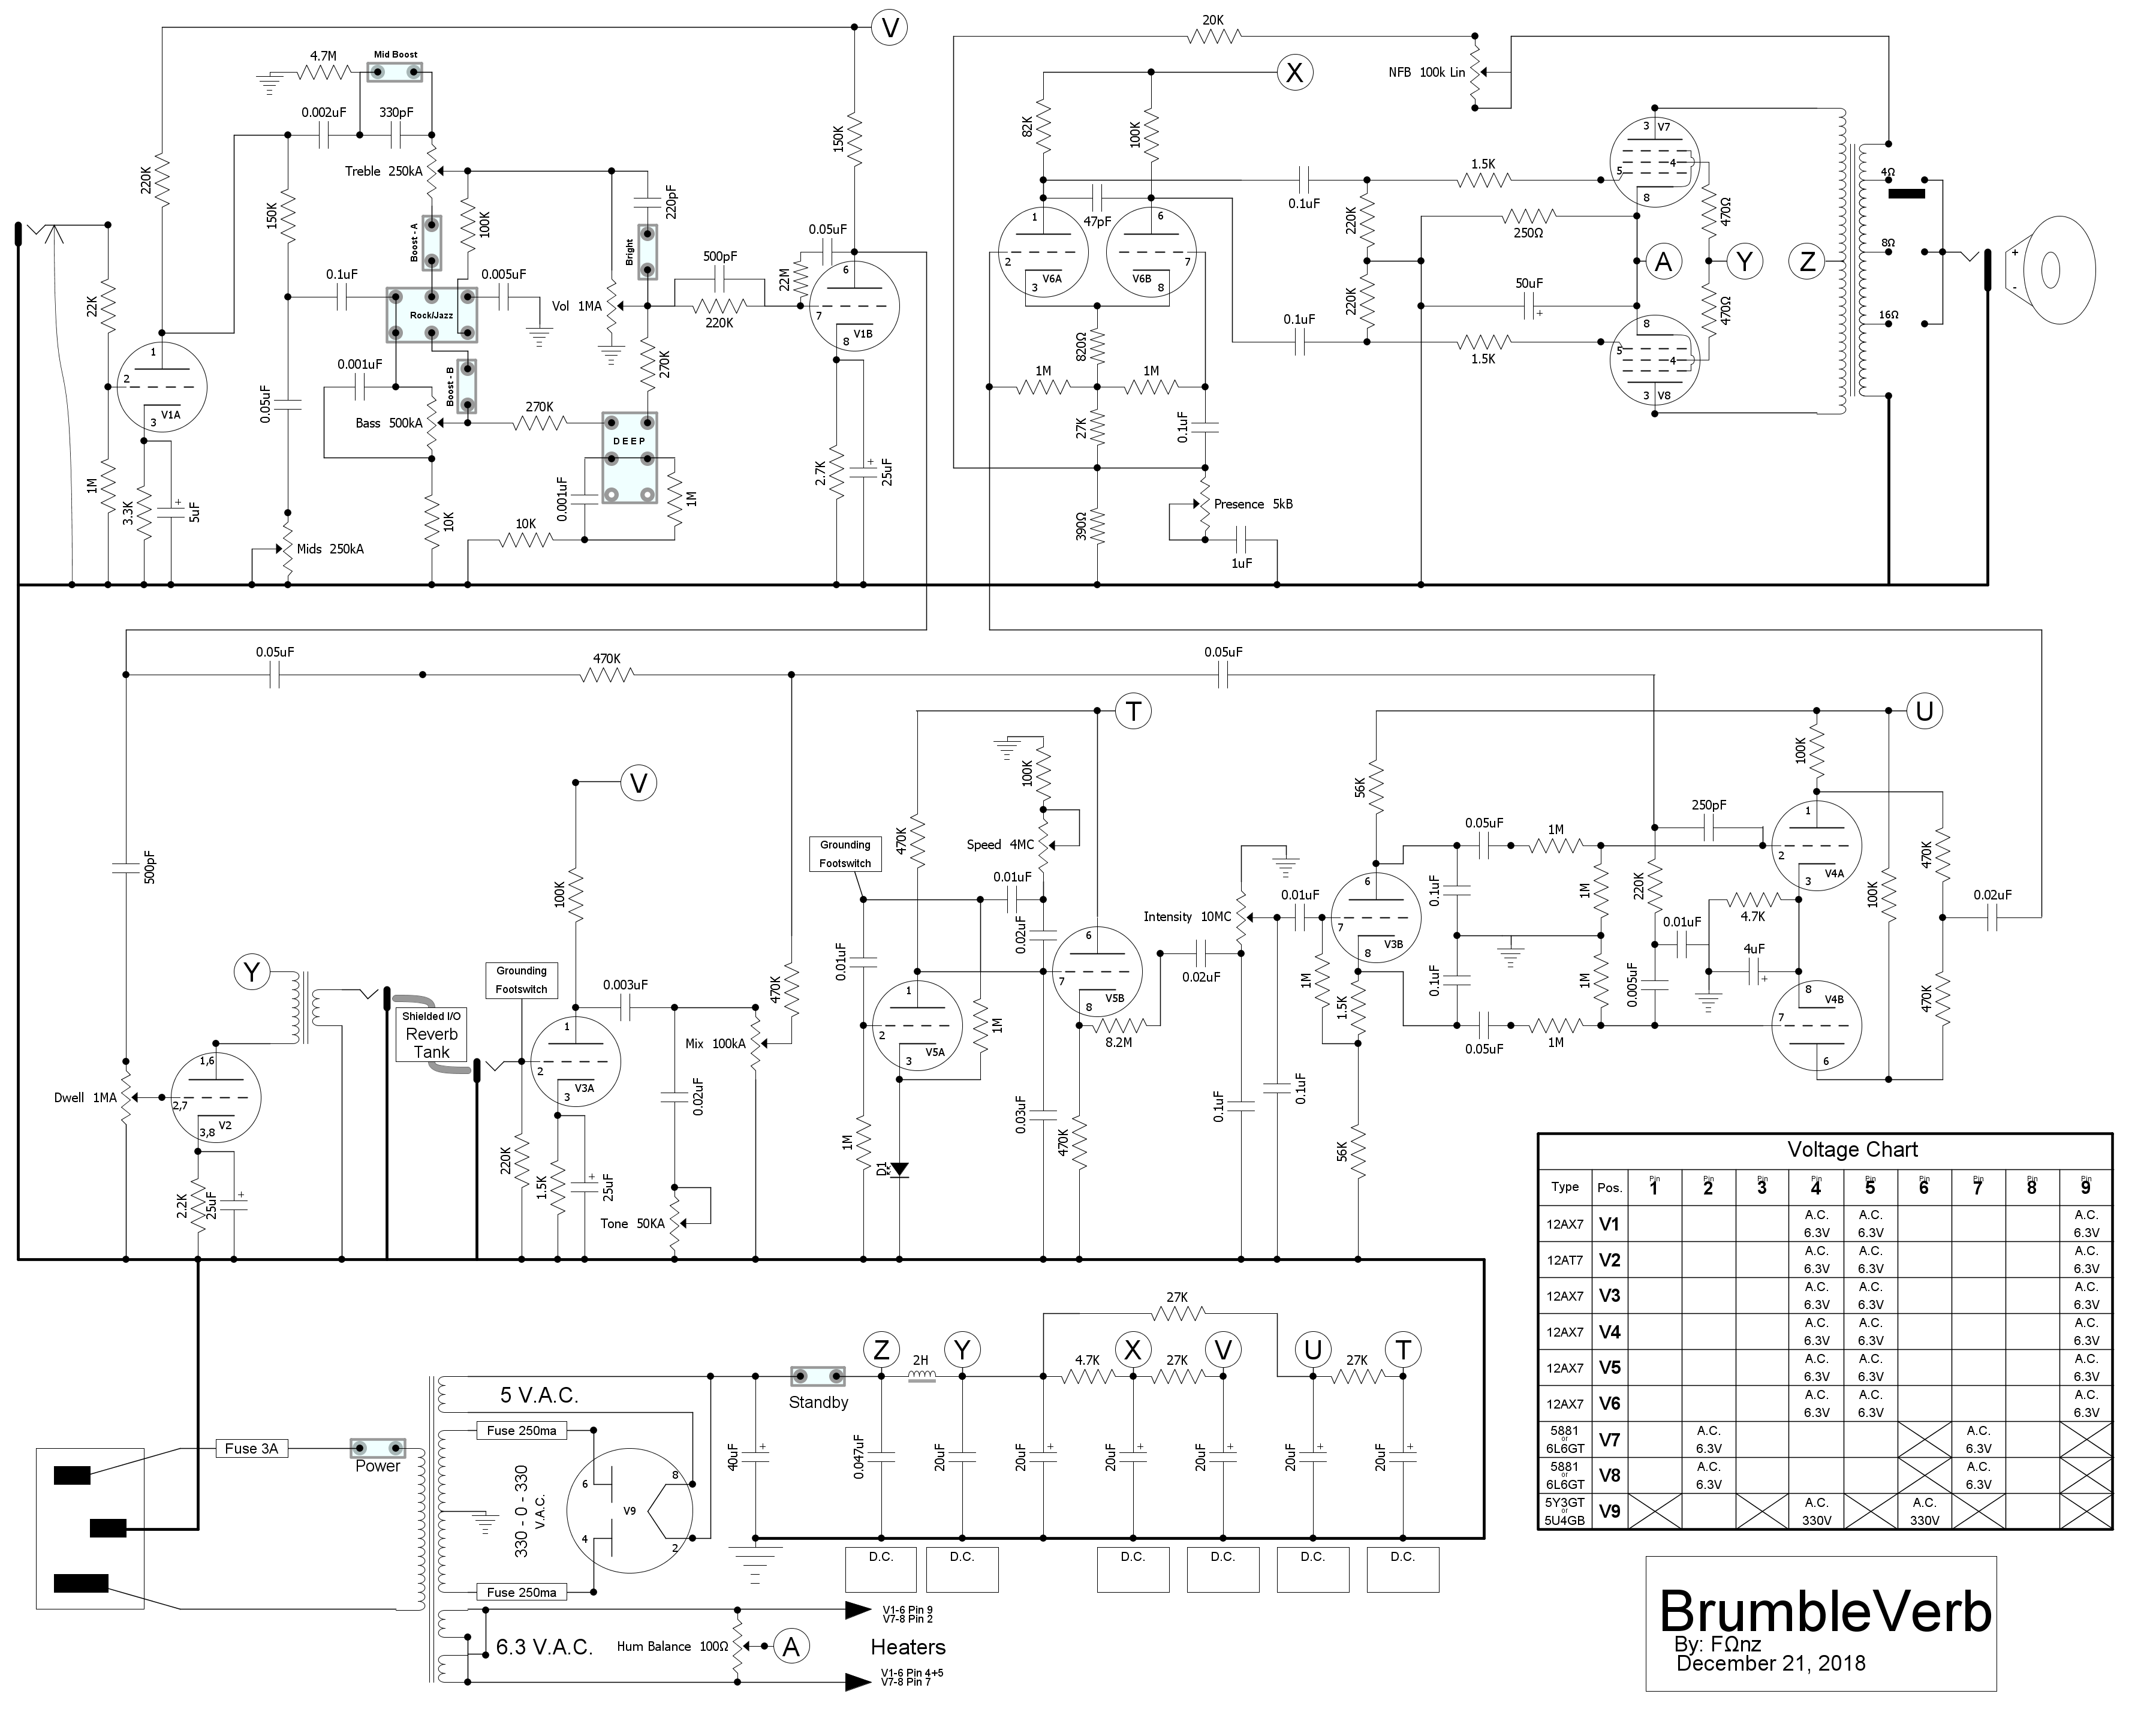 V
20K
4.7M
Mid Boost
X
NFB 100k Lin
0.002uF
330pF
82K
100K
150K
3
V7
220K
Treble 250kA
5
4
1.5K
4Ω
150K
100K
220pF
0.1uF
47pF
8
220K
470Ω
Boost - A
Bright
0.05uF
1
6
250Ω
0.1uF
0.005uF
500pF
22M
6
2
7
A
Y
Z
8Ω
+
-
22K
Rock/Jazz
Vol 1MA
220K
7
V1B
8
V6A
3
V6B
8
50uF
+
220K
470Ω
16Ω
0.1uF
8
5
4
1.5K
1
0.001uF
270K
820Ω
2
V1A
3
0.05uF
Boost - B
1M
1M
3
V8
Bass 500kA
270K
DEEP
27K
0.1uF
1M
3.3K
+
5uF
10K
0.001uF
1M
2.7K
+
25uF
10K
390Ω
Presence 5kB
1uF
Mids 250kA
0.05uF
470K
0.05uF
T
U
100K
100K
V
56K
Grounding
Footswitch
470K
Speed 4MC
250pF
1
0.05uF
1M
2
470K
500pF
0.01uF
6
V4A
3
100K
0.1uF
1M
220K
4.7K
100K
Intensity 10MC
0.01uF
7
V3B
8
0.01uF
0.02uF
0.02uF
6
4uF
+
Y
Grounding
Footswitch
0.003uF
470K
0.01uF
1
7
V5B
8
0.02uF
1M
1.5K
0.1uF
1M
0.005uF
8
V4B
7
470K
Shielded I/O
Reverb
Tank
1
2
V5A
3
1M
8.2M
0.05uF
1M
6
1,6
Mix 100kA
2
V3A
3
Dwell 1MA
2,7
3,8
V2
0.02uF
0.03uF
0.1uF
0.1uF
2.2K
25uF
+
220K
1.5K
+
25uF
1M
D1
470K
56K
Tone 50KA
Voltage Chart
Type Pos. Pin 1 Pin 2 Pin 3 Pin 4 Pin 5 Pin 6 Pin 7 Pin 8 Pin 9
12AX7 V1 A.C. 6.3V A.C. 6.3V A.C. 6.3V
12AT7 V2 A.C. 6.3V A.C. 6.3V A.C. 6.3V
12AX7 V3 A.C. 6.3V A.C. 6.3V A.C. 6.3V
12AX7 V4 A.C. 6.3V A.C. 6.3V A.C. 6.3V
12AX7 V5 A.C. 6.3V A.C. 6.3V A.C. 6.3V
12AX7 V6 A.C. 6.3V A.C. 6.3V A.C. 6.3V
5881 or 6L6GT V7 A.C. 6.3V A.C. 6.3V
5881 or 6L6GT V8 A.C. 6.3V A.C. 6.3V
5Y3GT or 5U4GB V9 A.C. 330V A.C. 330V
27K
Z
Y
X
V
U
T
2H
4.7K
27K
27K
5 V.A.C.
Standby
Fuse 250ma
Fuse 3A
Power
330 - 0 - 330
V.A.C.
6
8
V9
4
2
40uF
+
0.047uF
20uF
20uF
+
20uF
+
20uF
+
20uF
+
20uF
+
D.C.
D.C.
D.C.
D.C.
D.C.
D.C.
Fuse 250ma
V1-6 Pin 9
V7-8 Pin 2
6.3 V.A.C.
Hum Balance 100Ω
A
Heaters
V1-6 Pin 4+5
V7-8 Pin 7
BrumbleVerb
By: FΩnz
December 21, 2018